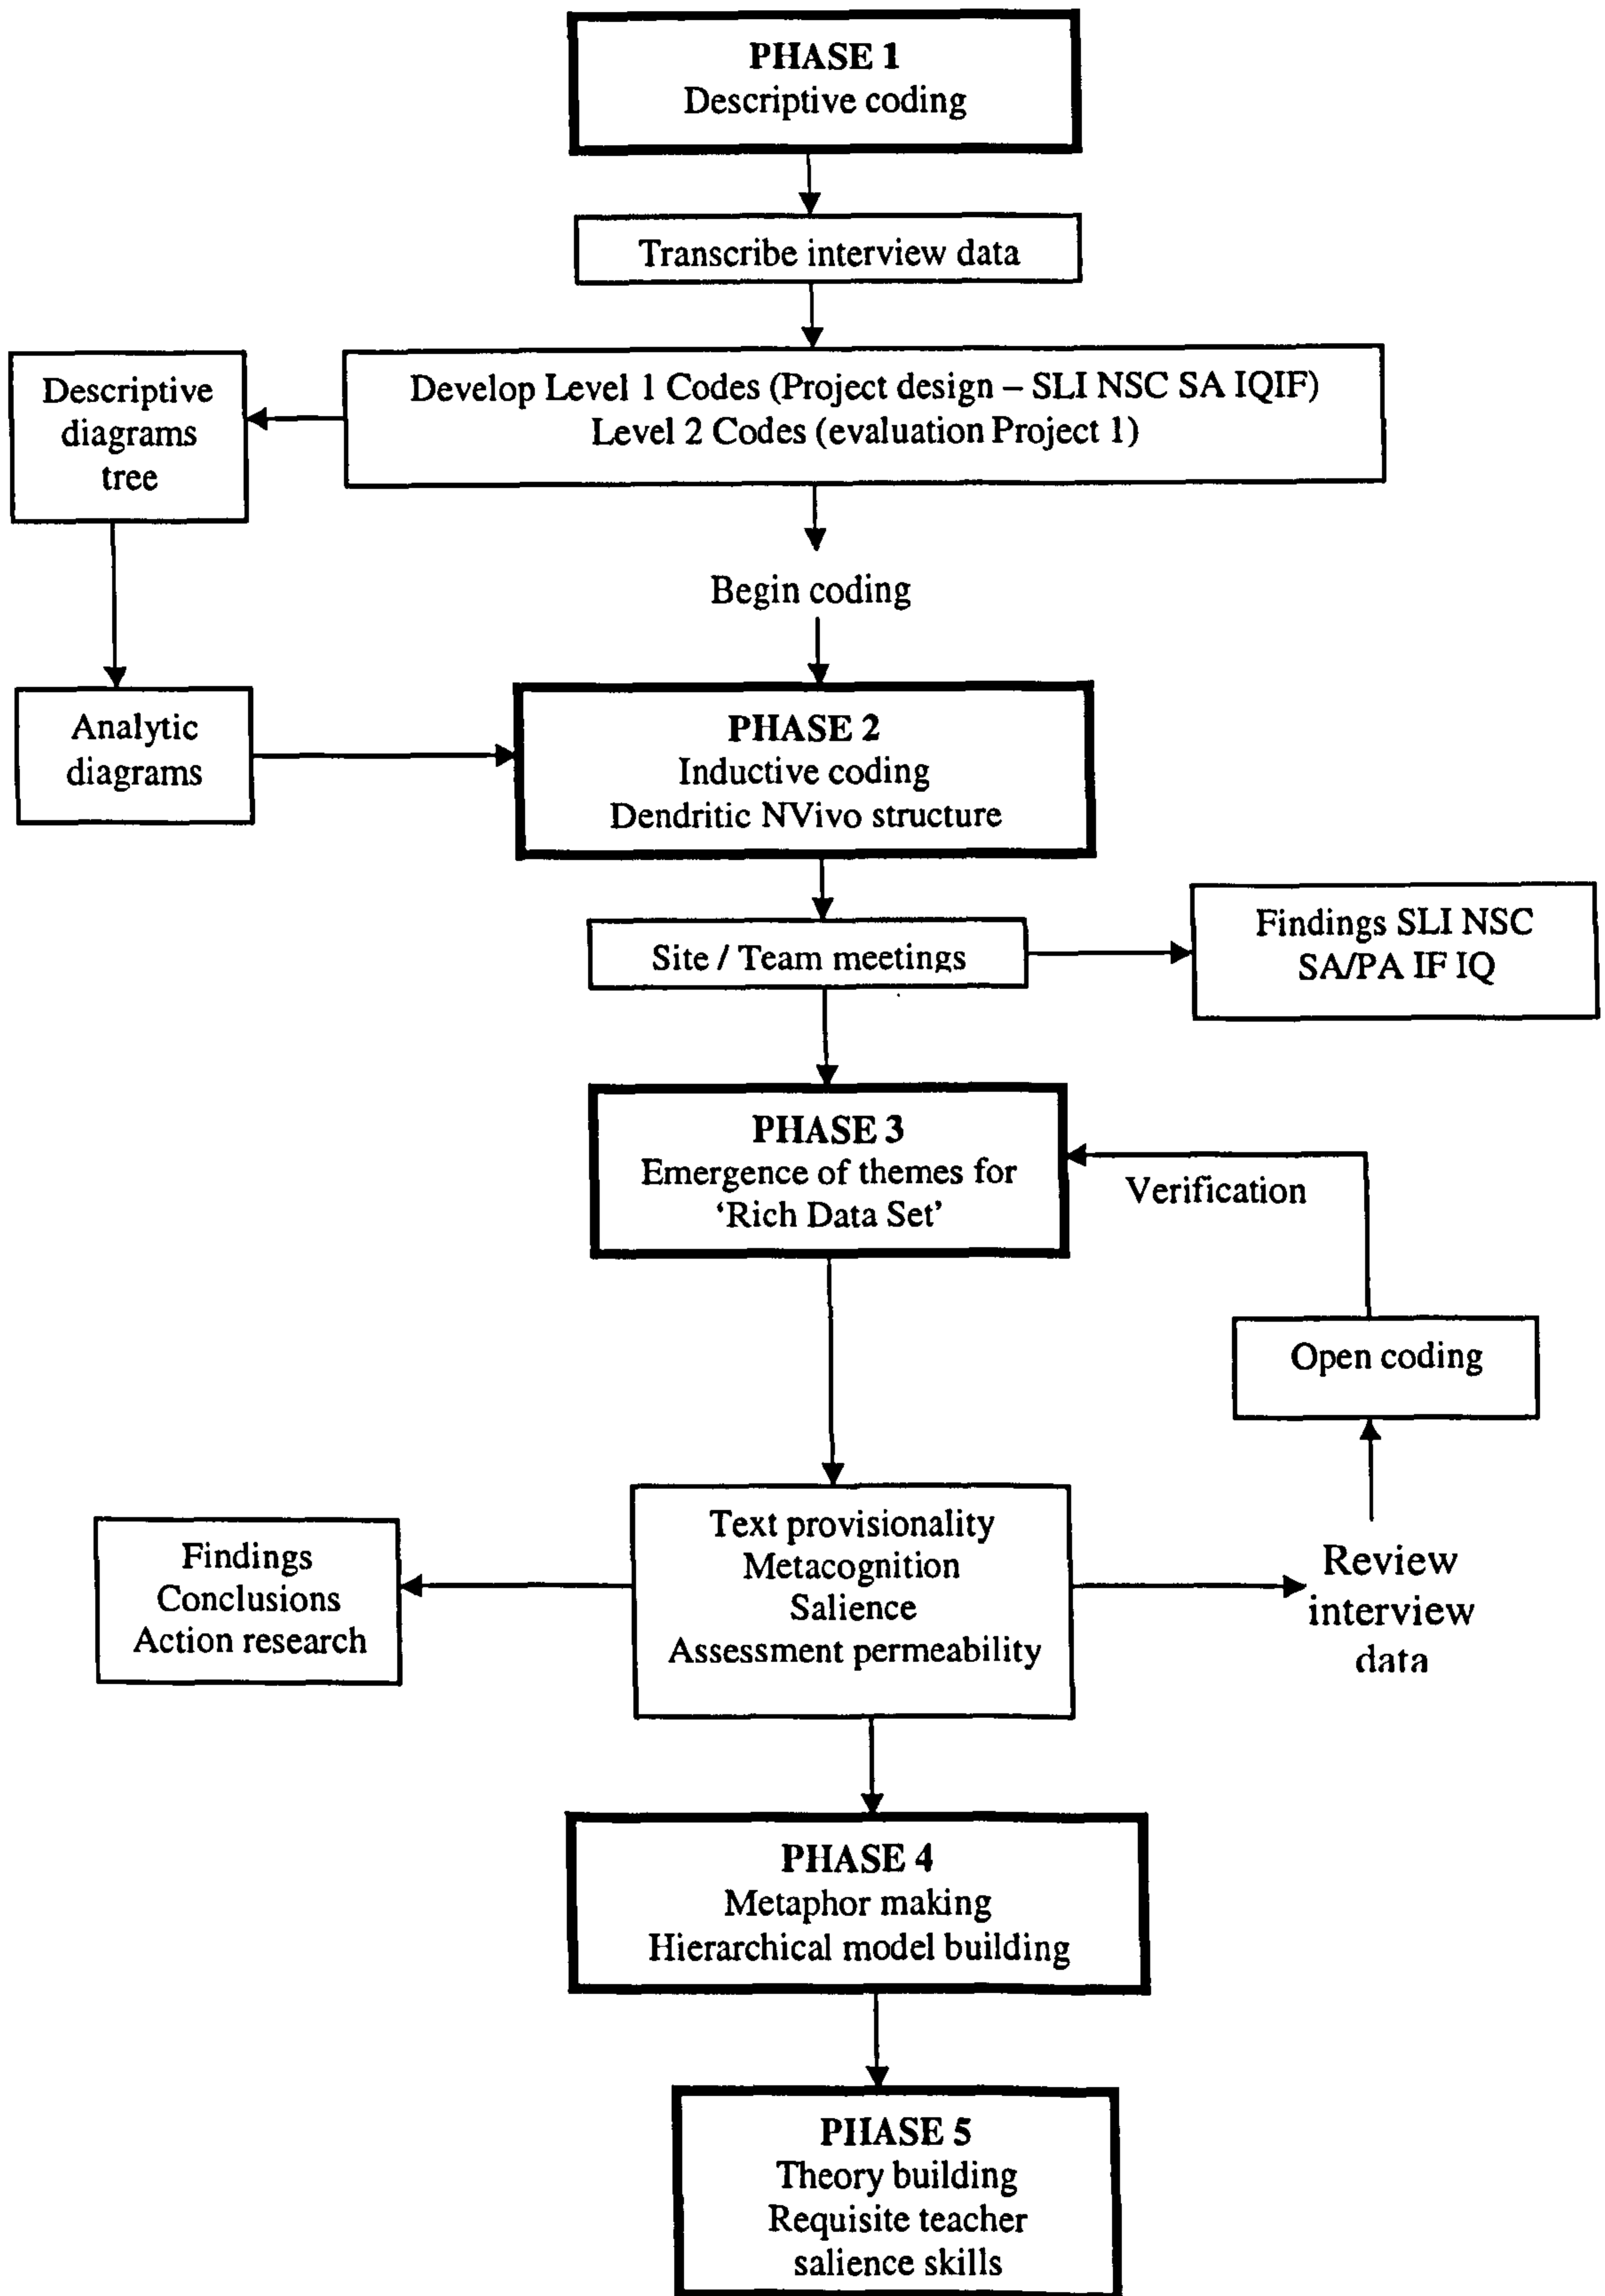 PHASE 1
Descriptive coding
Transcribe interview data
Descriptive
diagrams
tree
Develop Level 1 Codes (Project design – SLI NSC SA IQIF)
Level 2 Codes (evaluation Project 1)
Begin coding
Analytic
diagrams
PHASE 2
Inductive coding
Dendritic NVivo structure
Site / Team meetings
Findings SLI NSC
SA/PA IF IQ
PHASE 3
Emergence of themes for
‘Rich Data Set’
Verification
Open coding
Findings
Conclusions
Action research
Text provisionality
Metacognition
Salience
Assessment permeability
Review
interview
data
PHASE 4
Metaphor making
Hierarchical model building
PHASE 5
Theory building
Requisite teacher
salience skills